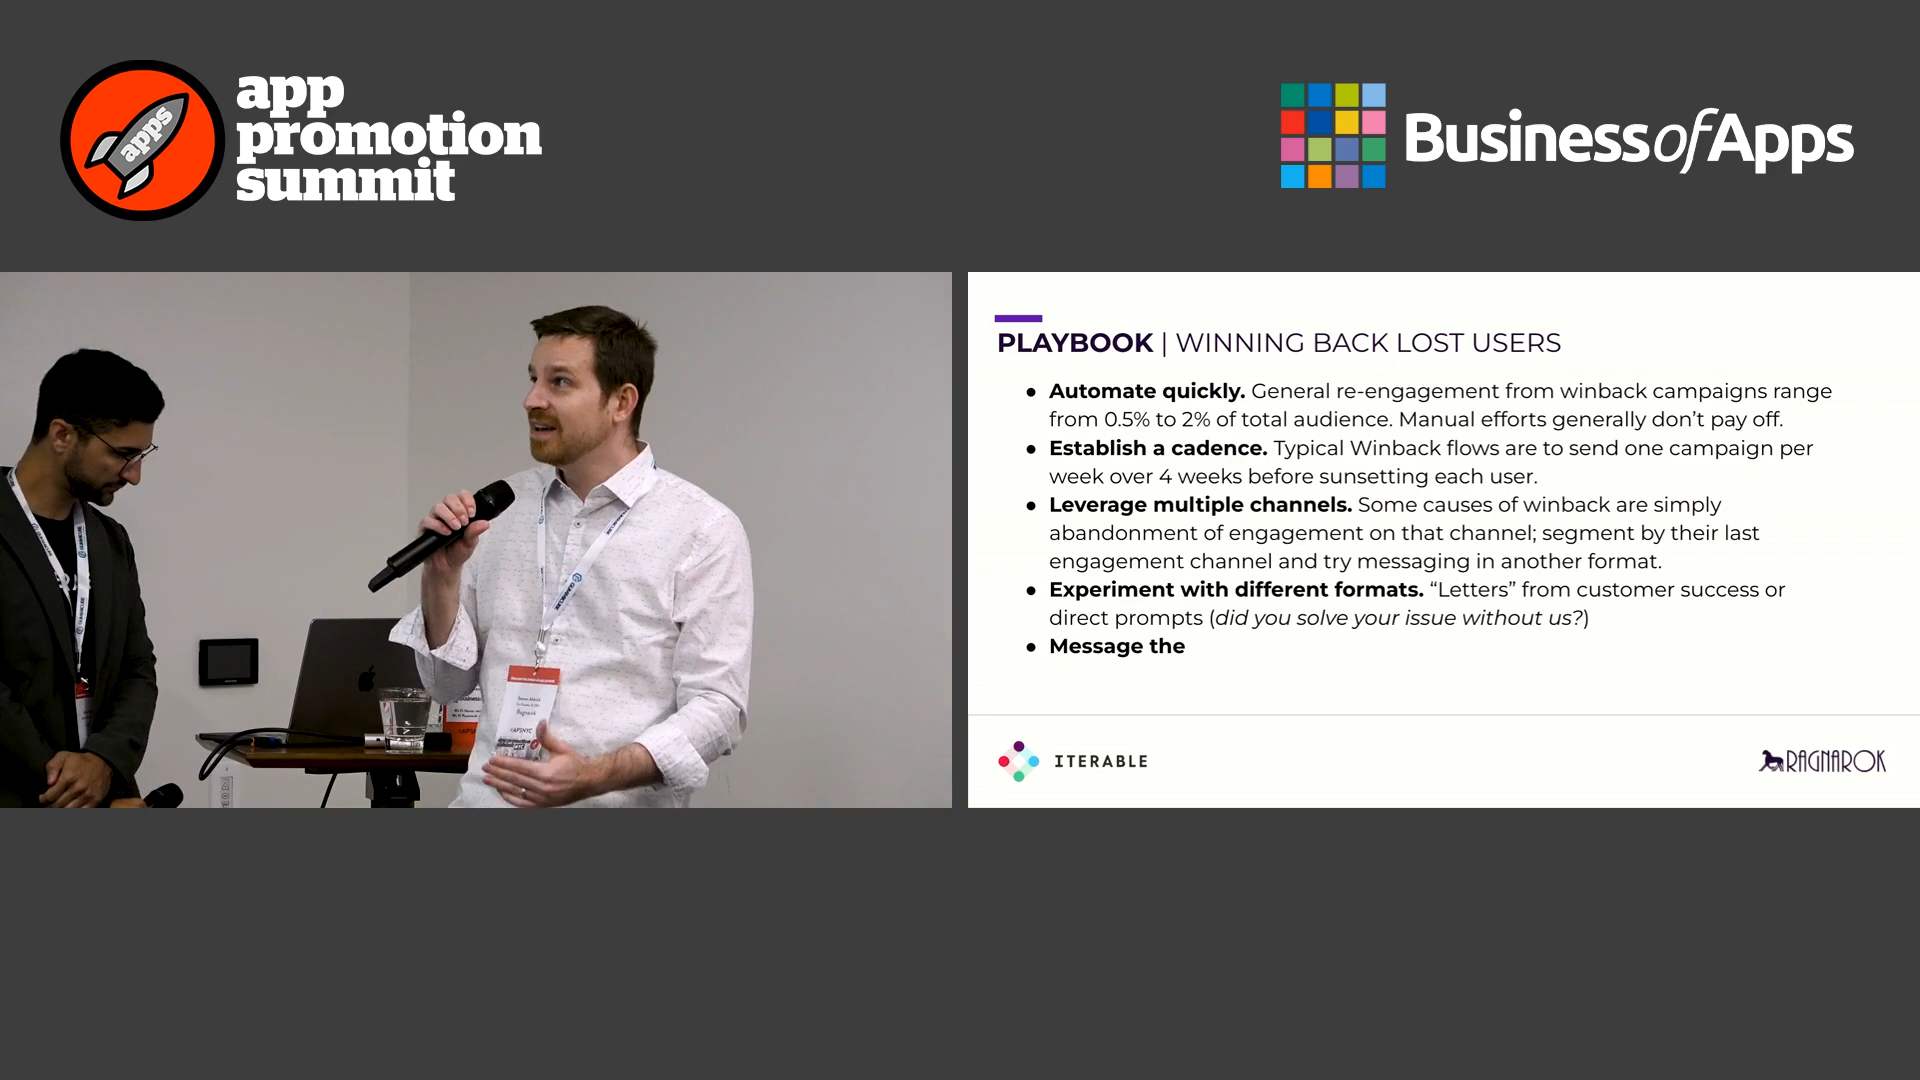 app
promotion
summit
apps
BusinessofApps
PLAYBOOK | WINNING BACK LOST USERS
● Automate quickly. General re-engagement from winback campaigns range
from 0.5% to 2% of total audience. Manual efforts generally don’t pay off.
● Establish a cadence. Typical Winback flows are to send one campaign per
week over 4 weeks before sunsetting each user.
● Leverage multiple channels. Some causes of winback are simply
abandonment of engagement on that channel; segment by their last
engagement channel and try messaging in another format.
● Experiment with different formats. “Letters” from customer success or
direct prompts (did you solve your issue without us?)
● Message the
ITERABLE
RAGNAROK
Ragnarok
#APSNYC